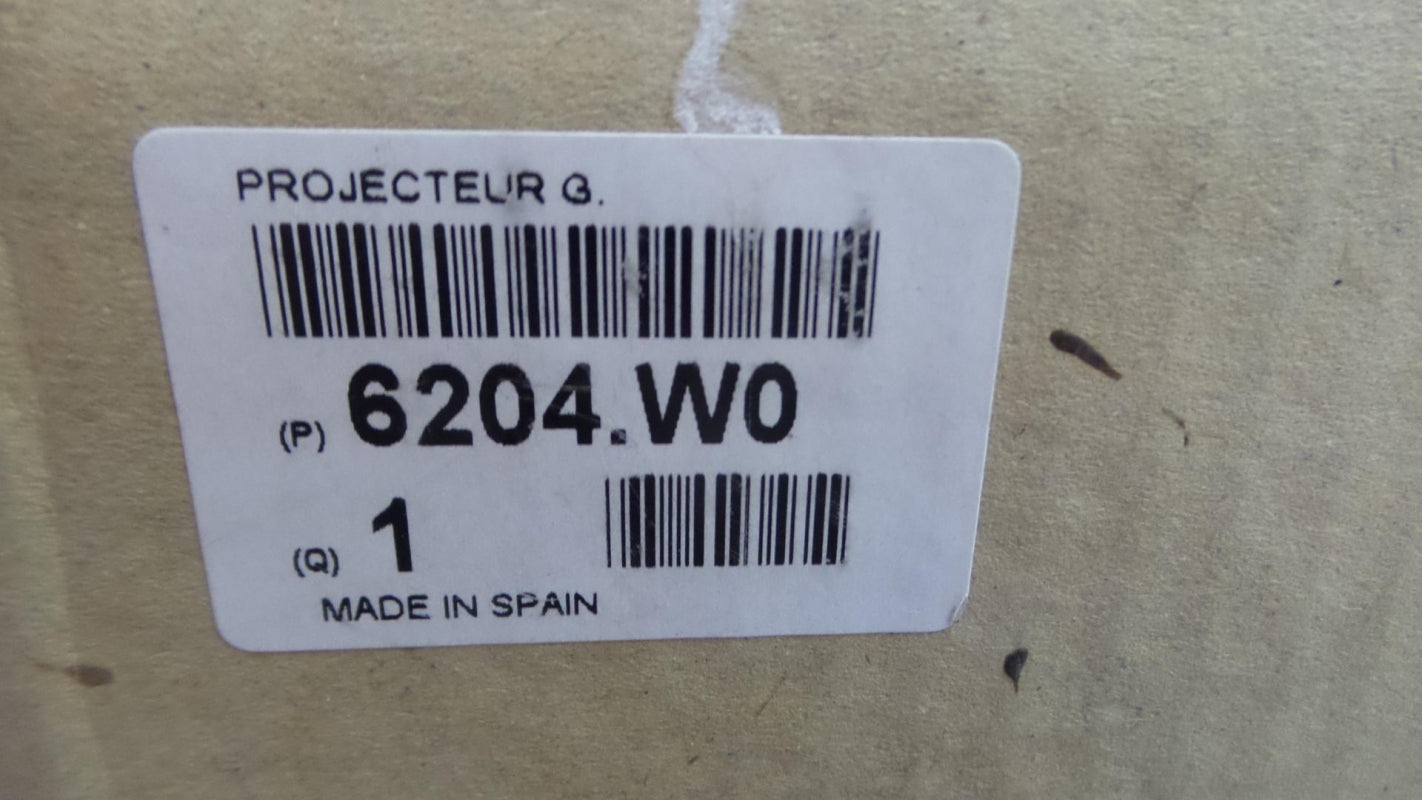 PROJECTEUR G.
(P) 6204.W0
(Q) 1
MADE IN SPAIN